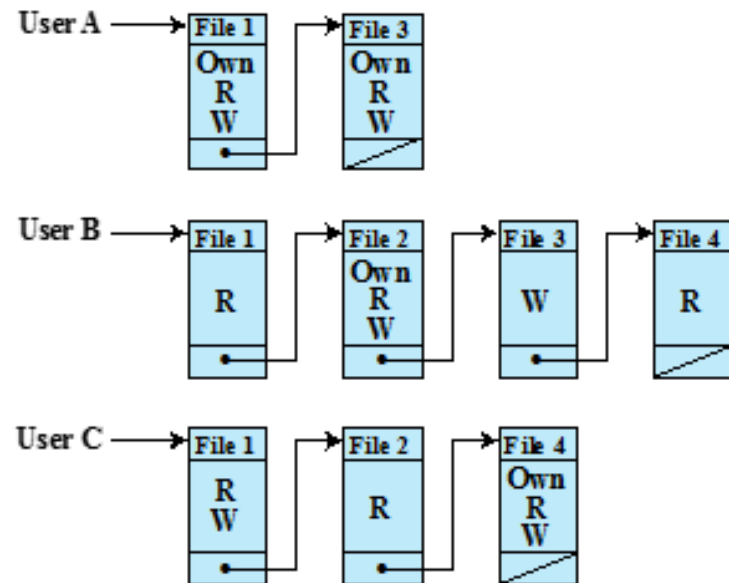 User A
File 1
Own
R
W
File 3
Own
R
W
User B
File 1
R
File 2
Own
R
W
File 3
W
File 4
R
User C
File 1
R
W
File 2
R
File 4
Own
R
W